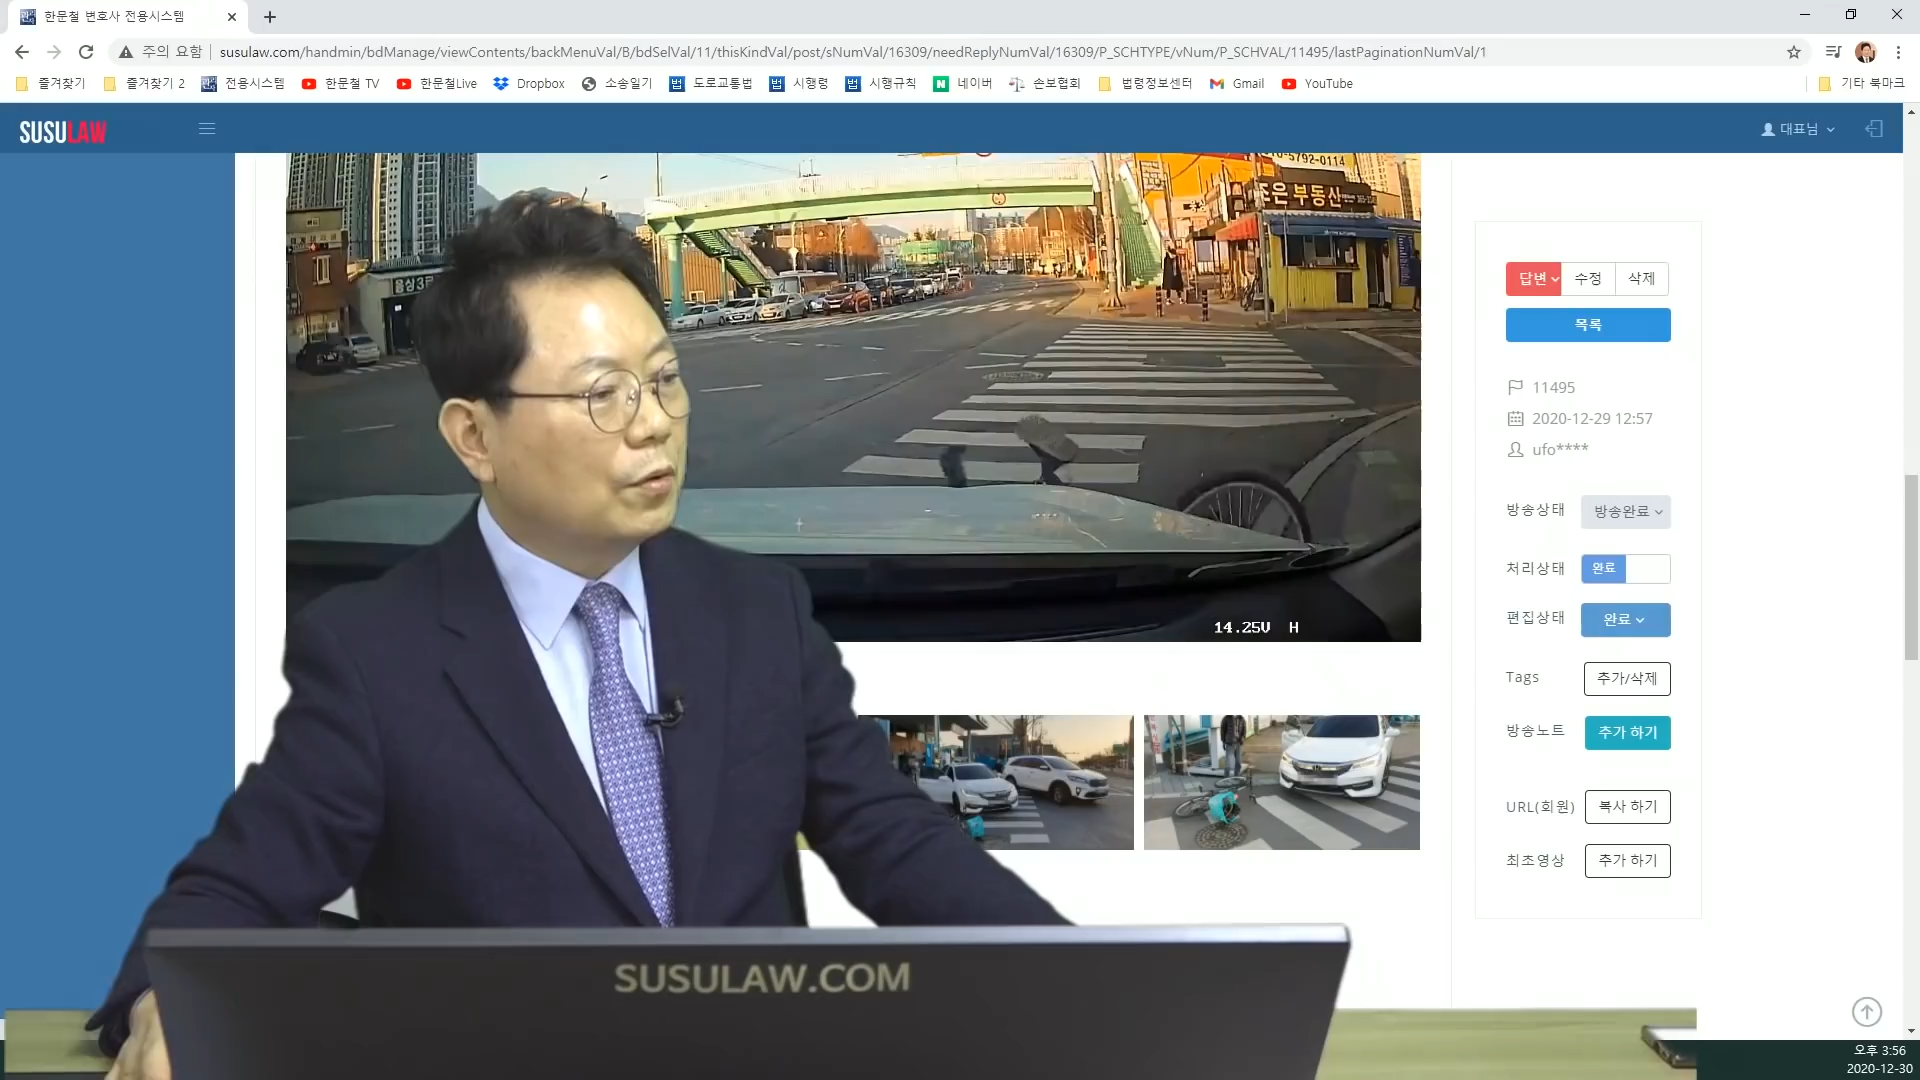 한문철 변호사 전용시스템
주의 요함
susulaw.com/handmin/bdManage/viewContents/backMenuVal/B/bdSelVal/11/thisKindVal/post/sNumVal/16309/needReplyNumVal/16309/P_SCHTYPE/vNum/P_SCHVAL/11495/lastPaginationNumVal/1
즐겨찾기 즐겨찾기 2 전용시스템 한문철 TV 한문철Live Dropbox 소송일기 법 도로교통법 법 시행령 법 시행규칙 N 네이버 손보협회 법령정보센터 Gmail YouTube 기타 북마크
SUSULAW
대표님
5792-0114
조은부동산
답변 수정 삭제
목록
11495
2020-12-29 12:57
ufo****
방송상태 방송완료
처리상태 완료
14.25V H
편집상태 완료
Tags 추가/삭제
방송노트 추가 하기
URL(회원) 복사 하기
최초영상 추가 하기
SUSULAW.COM
오후 3:56
2020-12-30